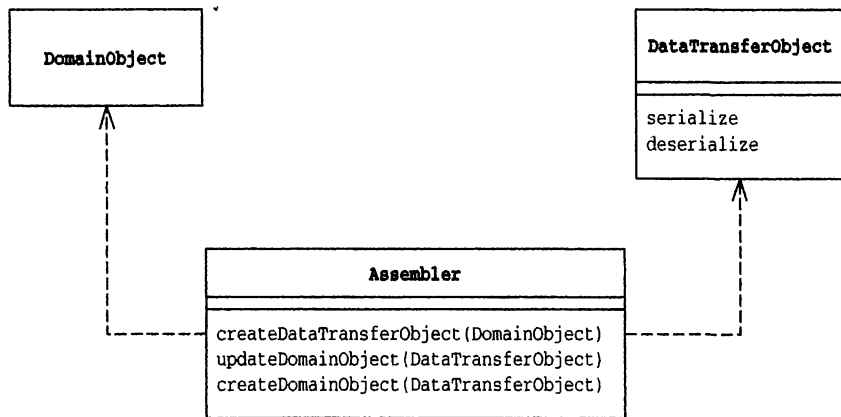 DomainObject
DataTransferObject
serialize
deserialize
Assembler
createDataTransferObject(DomainObject)
updateDomainObject(DataTransferObject)
createDomainObject(DataTransferObject)